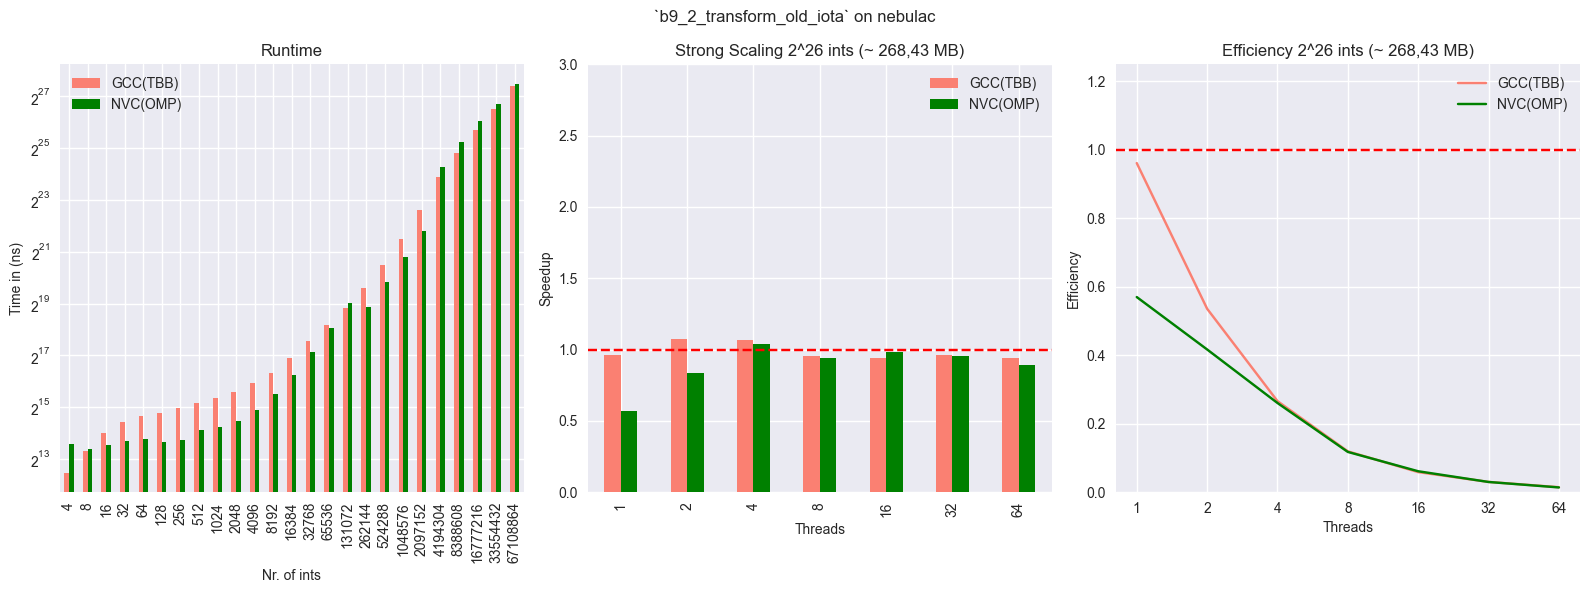 `b9_2_transform_old_iota` on nebulac
Runtime
GCC(TBB)
NVC(OMP)
2^27
2^25
2^23
2^21
2^19
2^17
2^15
2^13
Time in (ns)
4 8 16 32 64 128 256 512 1024 2048 4096 8192 16384 32768 65536 131072 262144 524288 1048576 2097152 4194304 8388608 16777216 33554432 67108864
Nr. of ints
Strong Scaling 2^26 ints (~ 268,43 MB)
GCC(TBB)
NVC(OMP)
3.0
2.5
2.0
1.5
1.0
0.5
0.0
Speedup
1 2 4 8 16 32 64
Threads
Efficiency 2^26 ints (~ 268,43 MB)
GCC(TBB)
NVC(OMP)
1.2
1.0
0.8
0.6
0.4
0.2
0.0
Efficiency
1 2 4 8 16 32 64
Threads